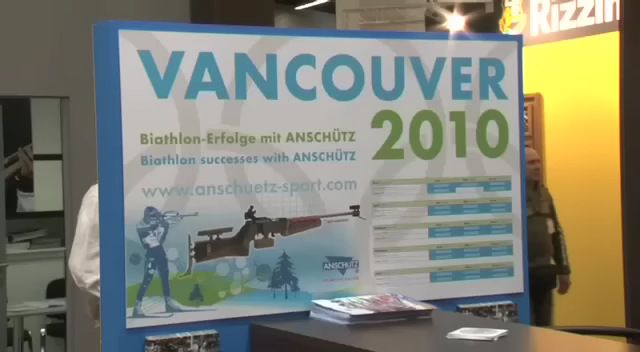 Rizzin
VANCOUVER
2010
Biathlon-Erfolge mit ANSCHÜTZ
Biathlon successes with ANSCHÜTZ
www.anschuetz-sport.com
ANSCHÜTZ